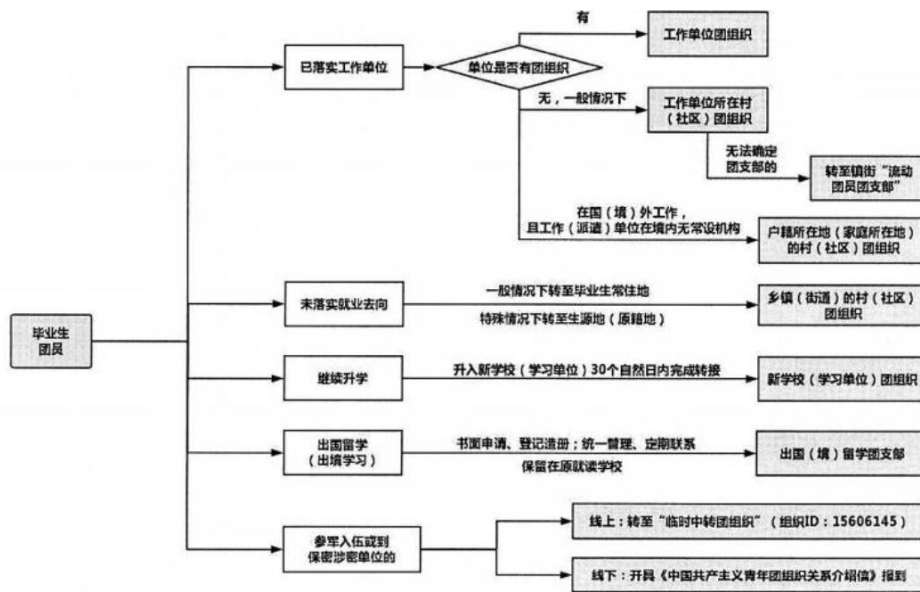 有
已落实工作单位
单位是否有团组织
工作单位团组织
无，一般情况下
工作单位所在村
（社区）团组织
无法确定
团支部的
转至镇街“流动
团员团支部”
在国（境）外工作，
且工作（派遣）单位在境内无常设机构
户籍所在地（家庭所在地）
的村（社区）团组织
毕业生
团员
未落实就业去向
一般情况下转至毕业生常住地
特殊情况下转至生源地（原籍地）
乡镇（街道）的村（社区）
团组织
继续升学
升入新学校（学习单位）30个自然日内完成转接
新学校（学习单位）团组织
出国留学
（出境学习）
书面申请、登记造册；统一管理、定期联系
保留在原就读学校
出国（境）留学团支部
参军入伍或到
保密涉密单位的
线上：转至“临时中转团组织”（组织ID：15606145）
线下：开具《中国共产主义青年团组织关系介绍信》报到